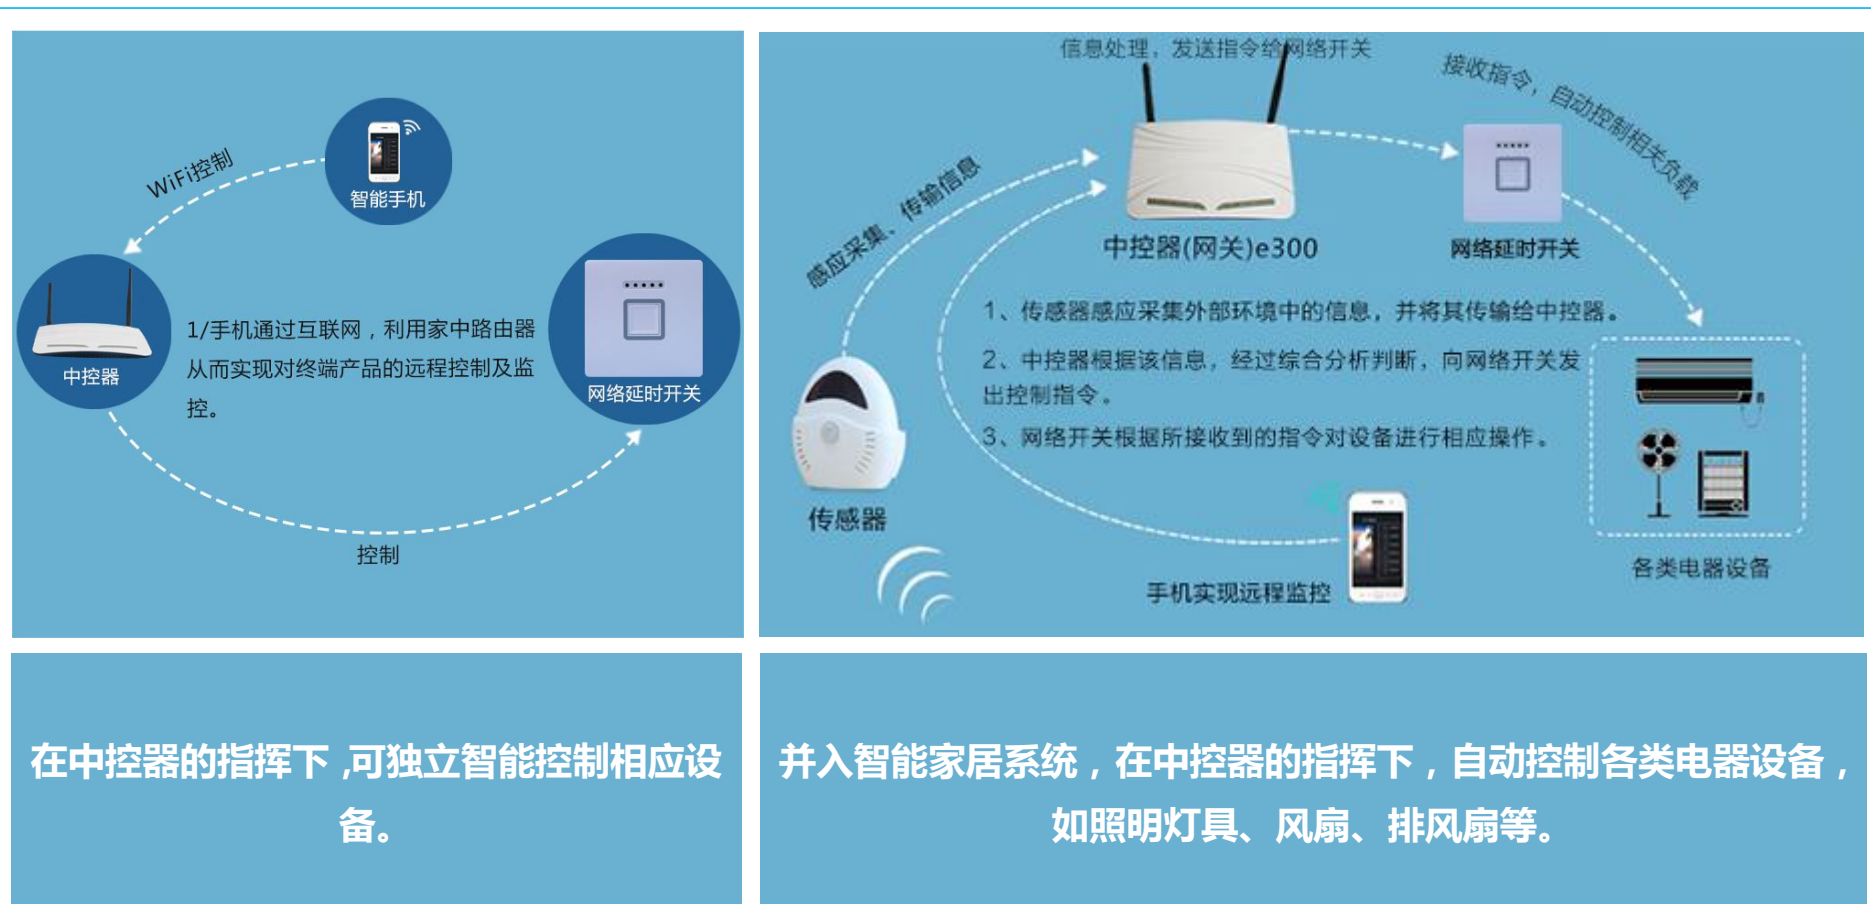 WiFi控制
智能手机
中控器
1/手机通过互联网，利用家中路由器
从而实现对终端产品的远程控制及监
控。
网络延时开关
控制
信息处理，发送指令给网络开关
接收指令，自动控制相关负载
感应采集、传输信息
中控器(网关)e300
网络延时开关
1、传感器感应采集外部环境中的信息，并将其传输给中控器。
2、中控器根据该信息，经过综合分析判断，向网络开关发
出控制指令。
3、网络开关根据所接收到的指令对设备进行相应操作。
传感器
手机实现远程监控
各类电器设备
在中控器的指挥下,可独立智能控制相应设
备。
并入智能家居系统，在中控器的指挥下，自动控制各类电器设备，
如照明灯具、风扇、排风扇等。